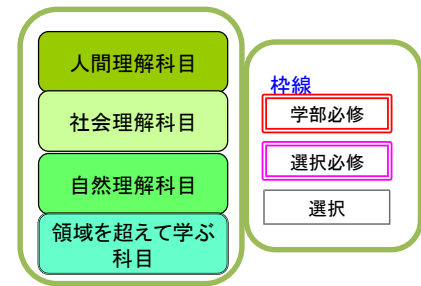 人間理解科目
社会理解科目
自然理解科目
領域を超えて学ぶ
科目
枠線
学部必修
選択必修
選択